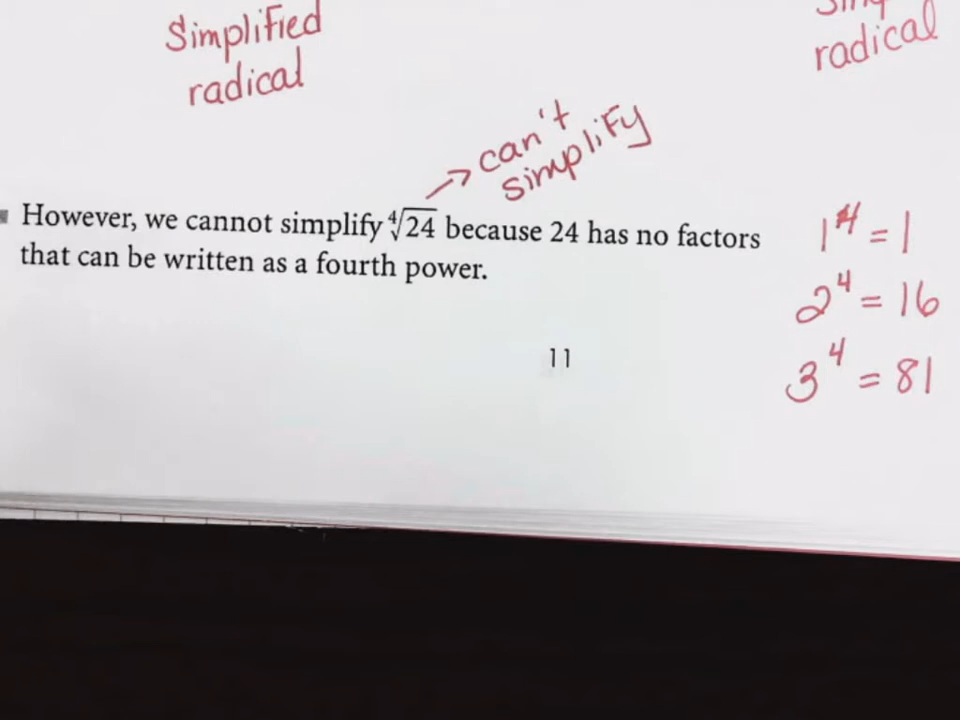 Simplified
radical
radical
can't
simplify
However, we cannot simplify ∜24 because 24 has no factors
that can be written as a fourth power.
1⁴ = 1
2⁴ = 16
3⁴ = 81
11